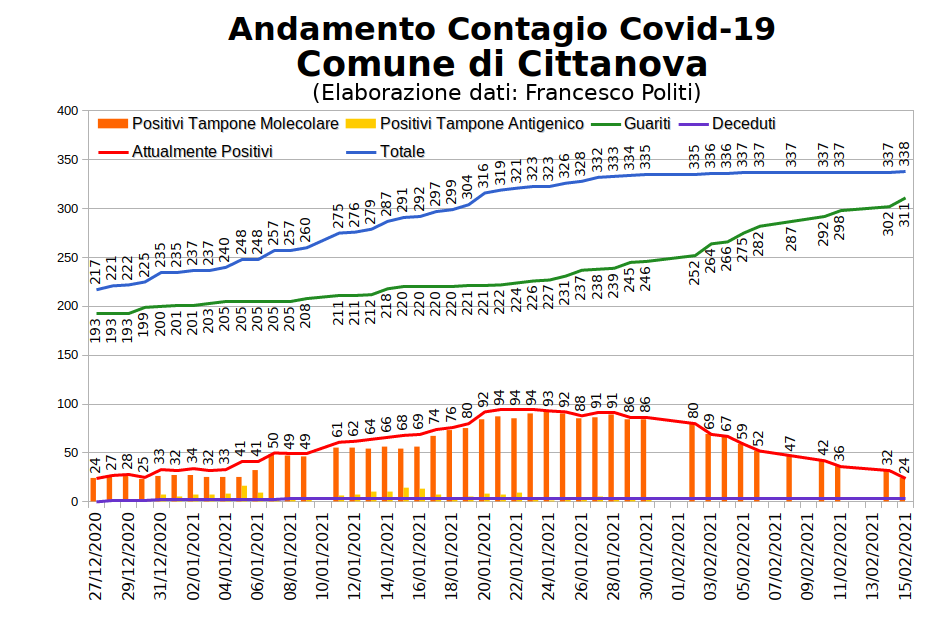 Andamento Contagio Covid-19
Comune di Cittanova
(Elaborazione dati: Francesco Politi)
Positivi Tampone Molecolare Positivi Tampone Antigenico Guariti Deceduti
Attualmente Positivi Totale
400
350
300
250
200
150
100
50
0
217 221 222 225 235 235 237 237 240 248 248 257 257 260 275 276 279 287 291 292 297 299 304 316 319 321 323 323 326 328 332 333 334 335 335 336 336 337 337 337 337 337 337 338
193 193 193 199 200 201 201 203 205 205 205 205 205 208 211 211 212 218 220 220 220 220 221 221 222 224 226 227 231 237 238 239 245 246 252 264 266 275 282 287 292 298 302 311
24 27 28 25 33 32 34 32 33 41 41 50 49 49 61 62 64 66 68 69 74 76 80 92 94 94 94 93 92 88 91 91 86 86 80 69 67 59 52 47 42 36 32 24
27/12/2020 29/12/2020 31/12/2020 02/01/2021 04/01/2021 06/01/2021 08/01/2021 10/01/2021 12/01/2021 14/01/2021 16/01/2021 18/01/2021 20/01/2021 22/01/2021 24/01/2021 26/01/2021 28/01/2021 30/01/2021 01/02/2021 03/02/2021 05/02/2021 07/02/2021 09/02/2021 11/02/2021 13/02/2021 15/02/2021